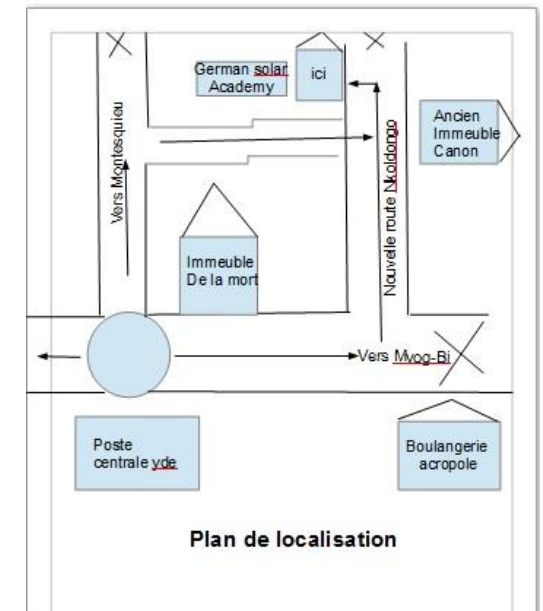 German solar
Academy
ici
Ancien
Immeuble
Canon
Vers Montesquieu
Nouvelle route Nkoldongo
Immeuble
De la mort
Vers Mvog-Bi
Poste
centrale yde
Boulangerie
acropole
Plan de localisation